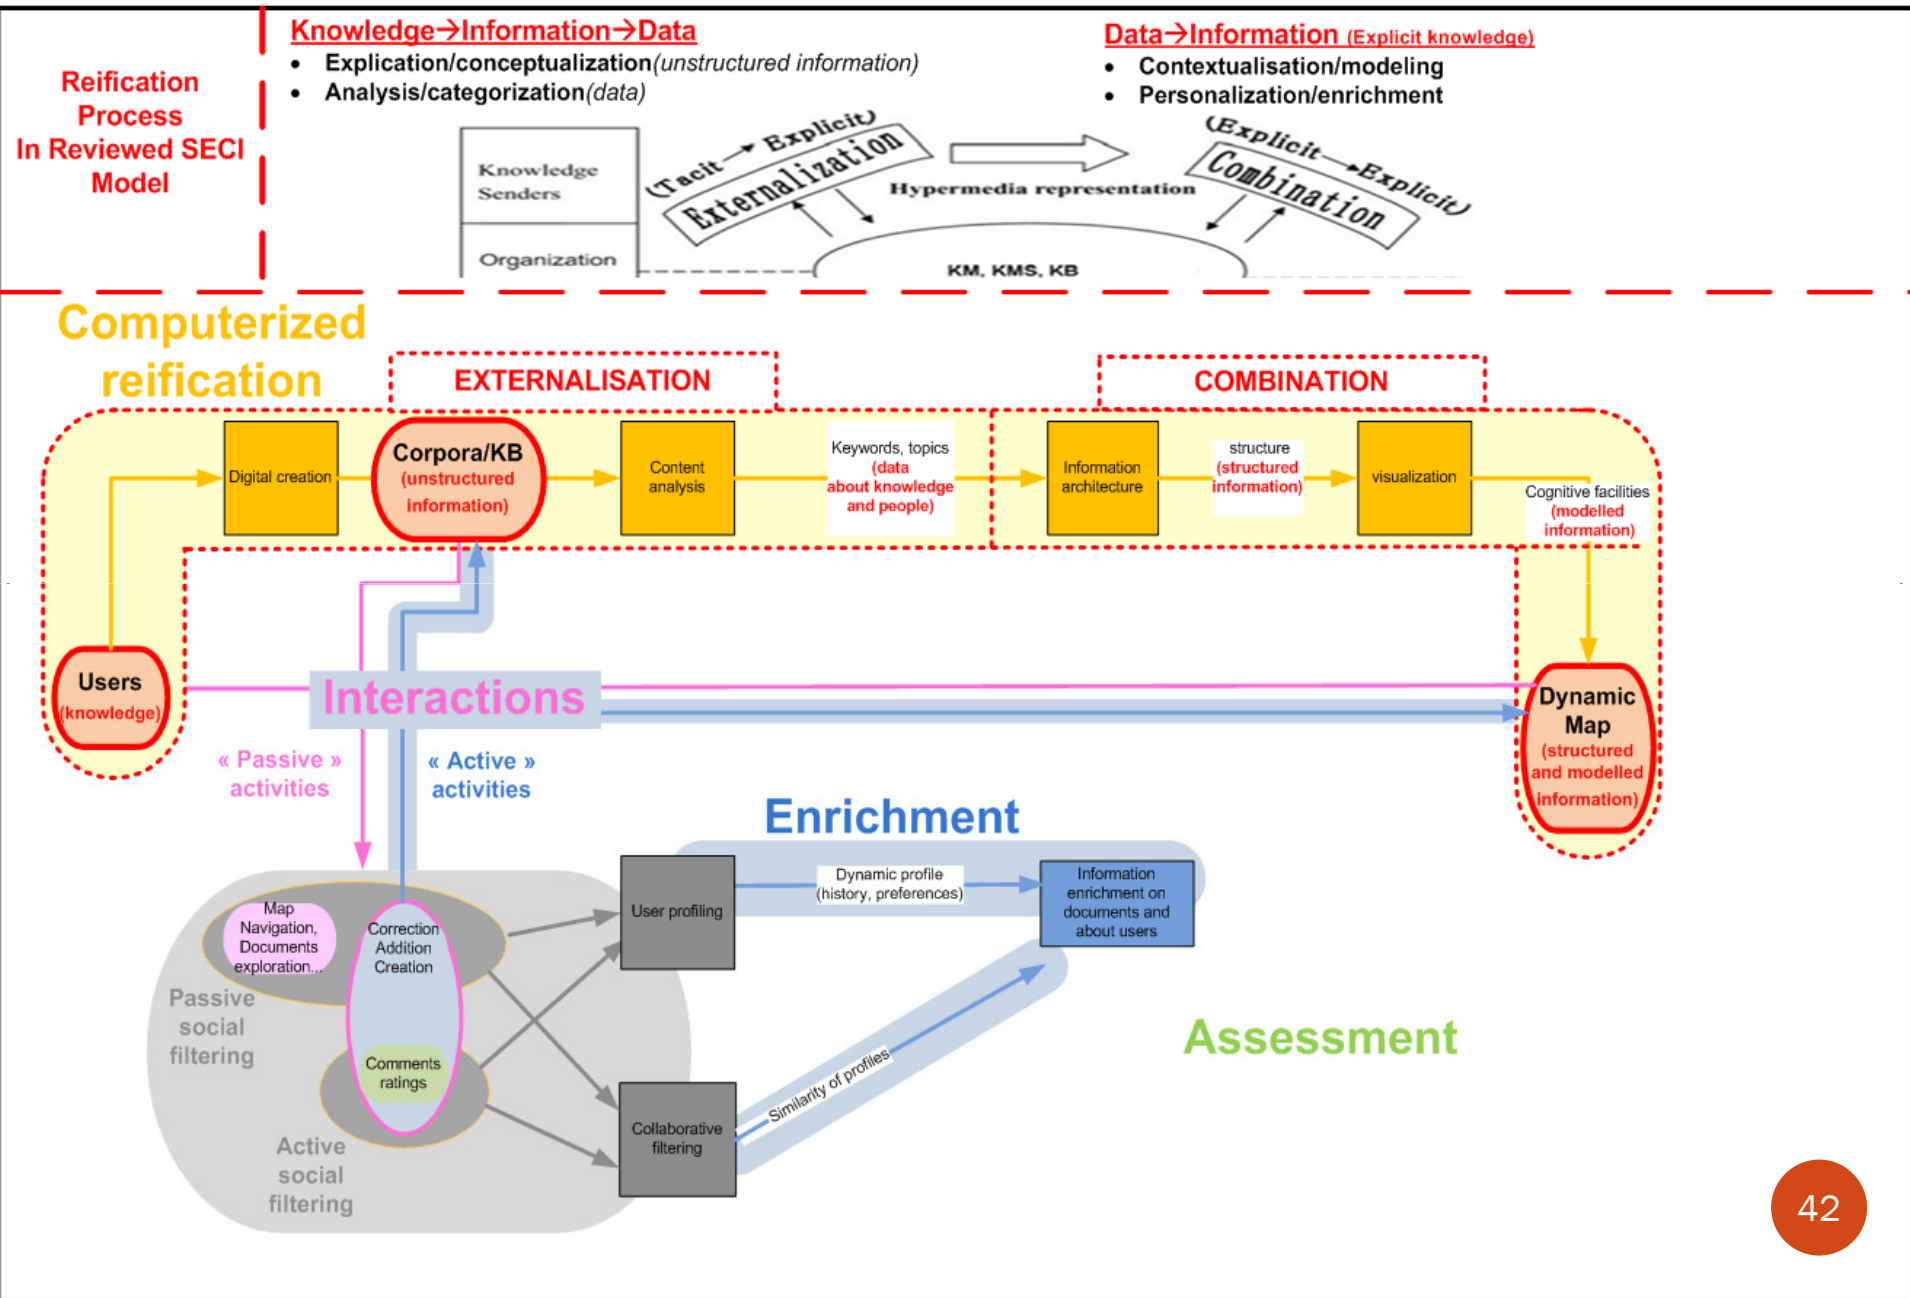 Reification
Process
In Reviewed SECI
Model
Knowledge→Information→Data
• Explication/conceptualization(unstructured information)
• Analysis/categorization(data)
Data→Information (Explicit knowledge)
• Contextualisation/modeling
• Personalization/enrichment
Knowledge
Senders
Organization
(Tacit → Explicit)
Externalization
Hypermedia representation
(Explicit→Explicit)
Combination
KM, KMS, KB
Computerized
reification
EXTERNALISATION
COMBINATION
Digital creation
Corpora/KB
(unstructured
information)
Content
analysis
Keywords, topics
(data
about knowledge
and people)
Information
architecture
structure
(structured
information)
visualization
Cognitive facilities
(modelled
information)
Users
(knowledge)
Interactions
Dynamic
Map
(structured
and modelled
information)
« Passive »
activities
« Active »
activities
Enrichment
Map
Navigation,
Documents
exploration...
Correction
Addition
Creation
User profiling
Dynamic profile
(history, preferences)
Information
enrichment on
documents and
about users
Passive
social
filtering
Comments
ratings
Similarity of profiles
Assessment
Active
social
filtering
Collaborative
filtering
42